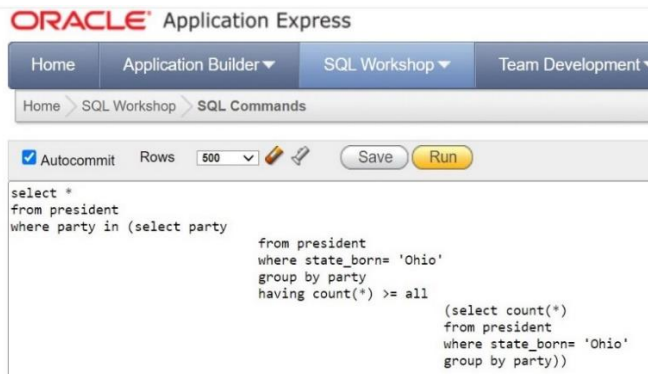 ORACLE Application Express
Home Application Builder SQL Workshop Team Development
Home SQL Workshop SQL Commands
Autocommit Rows 500 Save Run
select *
from president
where party in (select party
from president
where state_born= 'Ohio'
group by party
having count(*) >= all
(select count(*)
from president
where state_born= 'Ohio'
group by party))